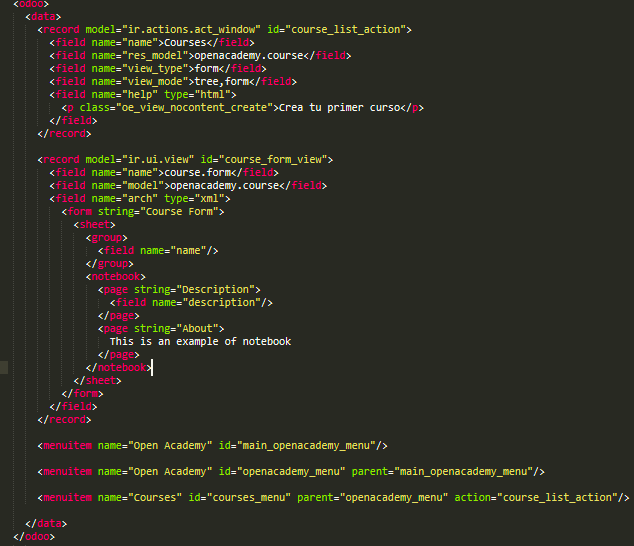 <odoo>
<data>
<record model="ir.actions.act_window" id="course_list_action">
<field name="name">Courses</field>
<field name="res_model">openacademy.course</field>
<field name="view_type">form</field>
<field name="view_mode">tree,form</field>
<field name="help" type="html">
<p class="oe_view_nocontent_create">Crea tu primer curso</p>
</field>
</record>
<record model="ir.ui.view" id="course_form_view">
<field name="name">course.form</field>
<field name="model">openacademy.course</field>
<field name="arch" type="xml">
<form string="Course Form">
<sheet>
<group>
<field name="name"/>
</group>
<notebook>
<page string="Description">
<field name="description"/>
</page>
<page string="About">
This is an example of notebook
</page>
</notebook>
</sheet>
</form>
</field>
</record>
<menuitem name="Open Academy" id="main_openacademy_menu"/>
<menuitem name="Open Academy" id="openacademy_menu" parent="main_openacademy_menu"/>
<menuitem name="Courses" id="courses_menu" parent="openacademy_menu" action="course_list_action"/>
</data>
</odoo>